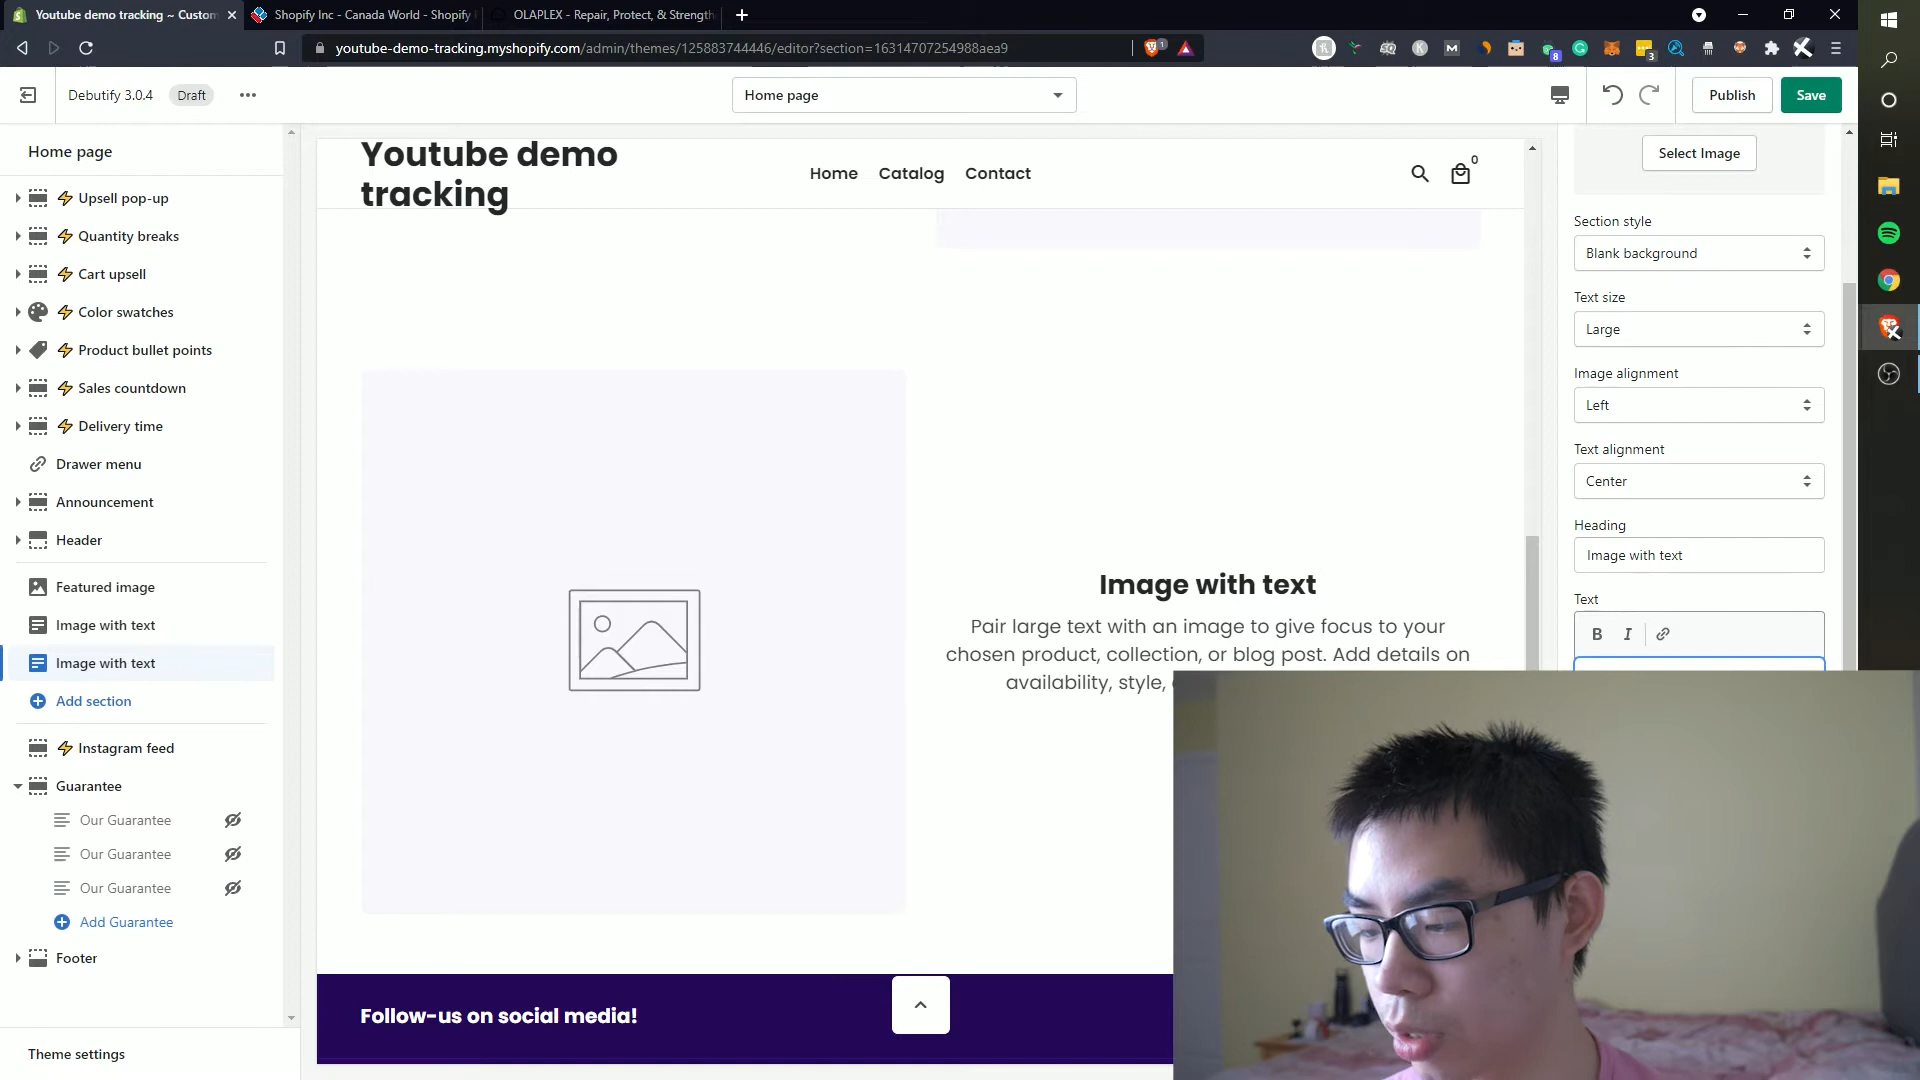 Youtube demo tracking ~ Custom
Shopify Inc - Canada World - Shopify
OLAPLEX - Repair, Protect, & Strength
youtube-demo-tracking.myshopify.com/admin/themes/125883744446/editor?section=16314707254988aea9
1
8
3
Debutify 3.0.4
Draft
Home page
Publish
Save
Home page
Upsell pop-up
Quantity breaks
Cart upsell
Color swatches
Product bullet points
Sales countdown
Delivery time
Drawer menu
Announcement
Header
Featured image
Image with text
Image with text
Add section
Instagram feed
Guarantee
Our Guarantee
Our Guarantee
Our Guarantee
Add Guarantee
Footer
Theme settings
Youtube demo
tracking
Home
Catalog
Contact
0
Image with text
Pair large text with an image to give focus to your
chosen product, collection, or blog post. Add details on
availability, style,
Follow-us on social media!
Select Image
Section style
Blank background
Text size
Large
Image alignment
Left
Text alignment
Center
Heading
Image with text
Text
B
I